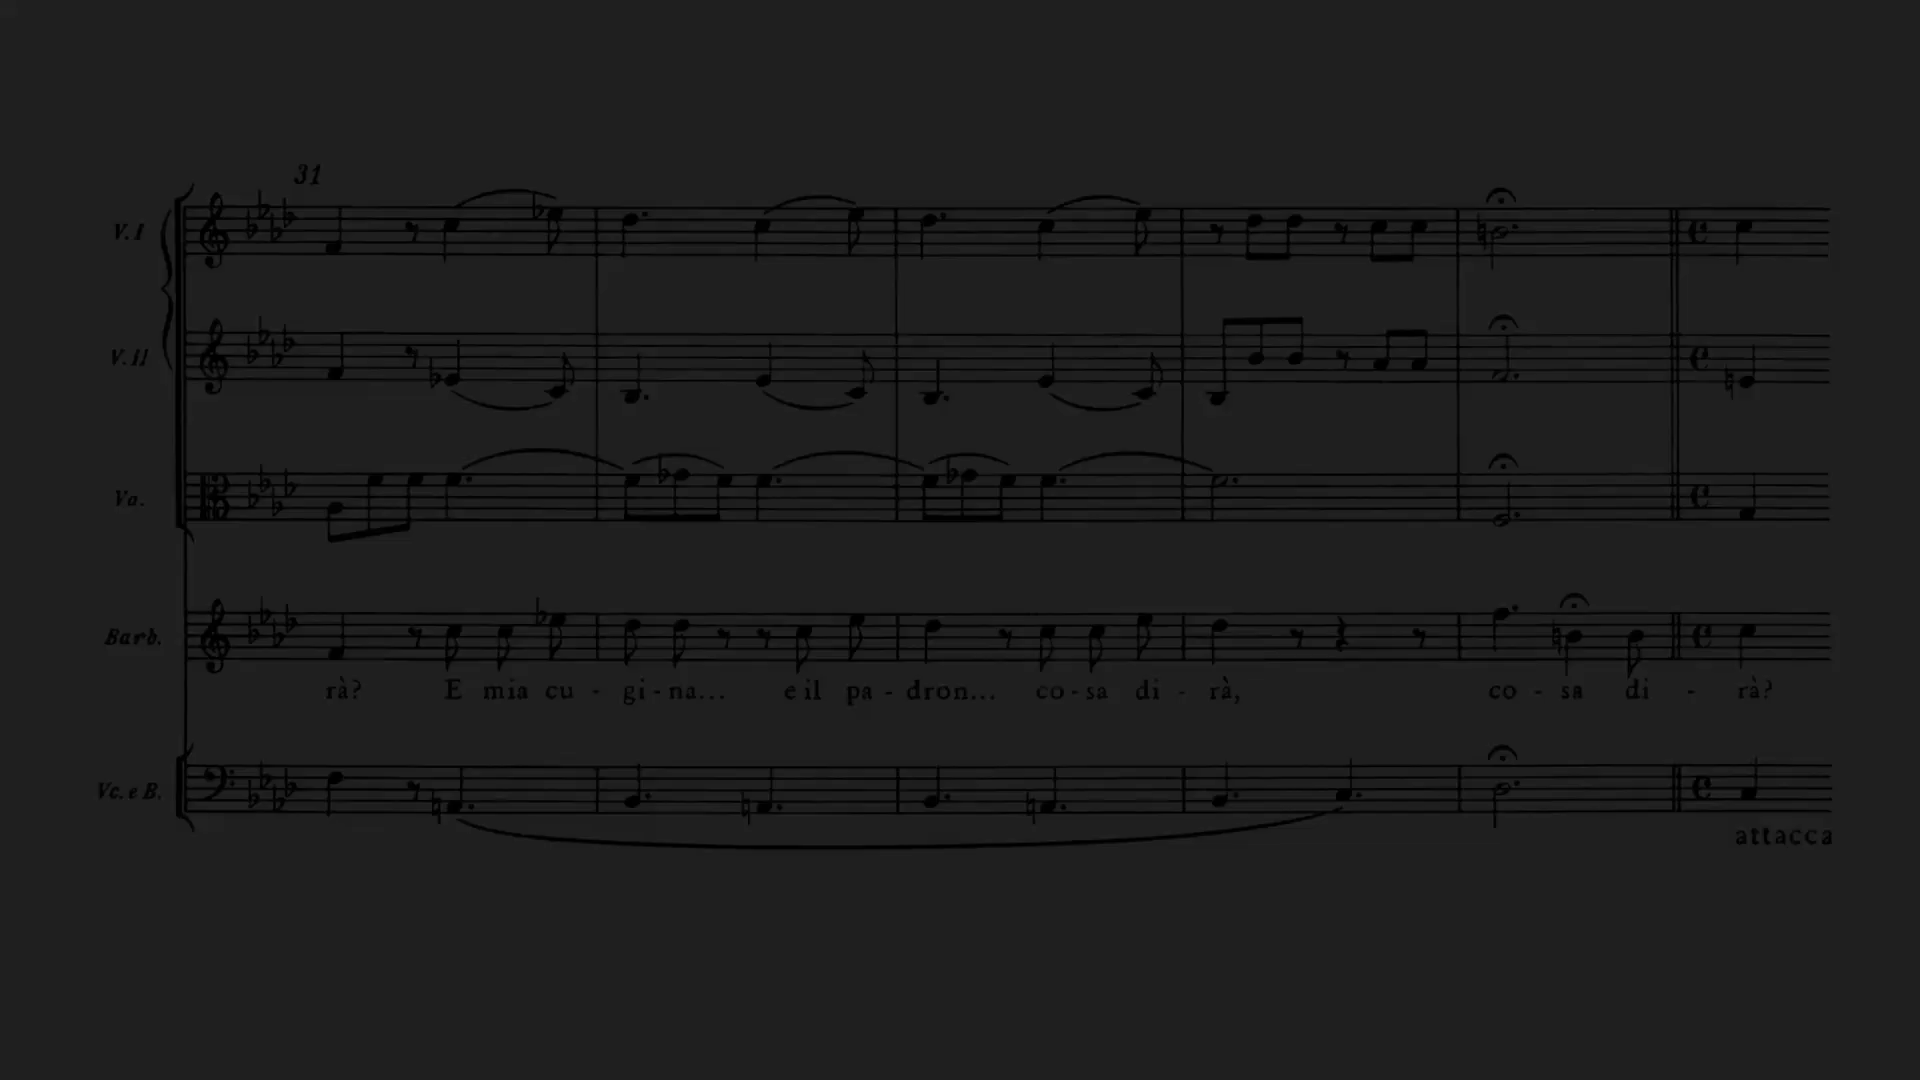 31
V. I
V. II
Va.
Barb.
rà? E mia cu - gi - na... e il pa - dron... co - sa di - rà, co - sa di - rà?
Vc. e B.
attacca